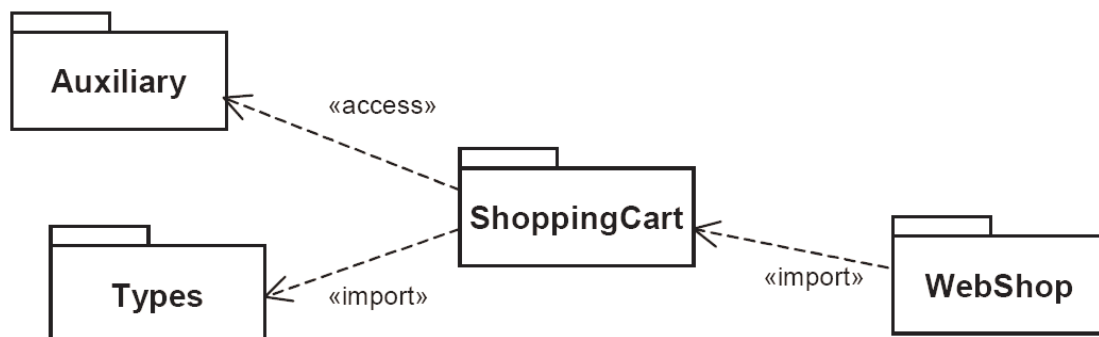 Auxiliary
«access»
ShoppingCart
Types
«import»
«import»
WebShop